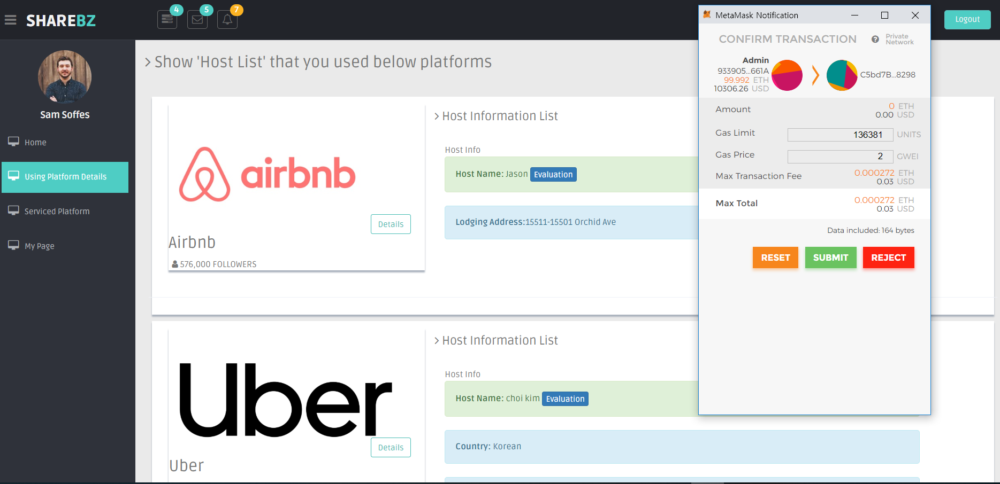 SHAREBZ
4
5
7
Logout
Sam Soffes
Home
Using Platform Details
Serviced Platform
My Page
Show 'Host List' that you used below platforms
airbnb
Details
Airbnb
576,000 FOLLOWERS
Host Information List
Host Info
Host Name: Jason Evaluation
Lodging Address:15511-15501 Orchid Ave
Uber
Details
Uber
Host Information List
Host Info
Host Name: choi kim Evaluation
Country: Korean
MetaMask Notification
CONFIRM TRANSACTION
? Private
Network
Admin
933905...661A
99.992 ETH
10306.26 USD
C5bd7B...8298
Amount 0 ETH
0.00 USD
Gas Limit 136381 UNITS
Gas Price 2 GWEI
Max Transaction Fee 0.000272 ETH
0.03 USD
Max Total 0.000272 ETH
0.03 USD
Data included: 164 bytes
RESET SUBMIT REJECT